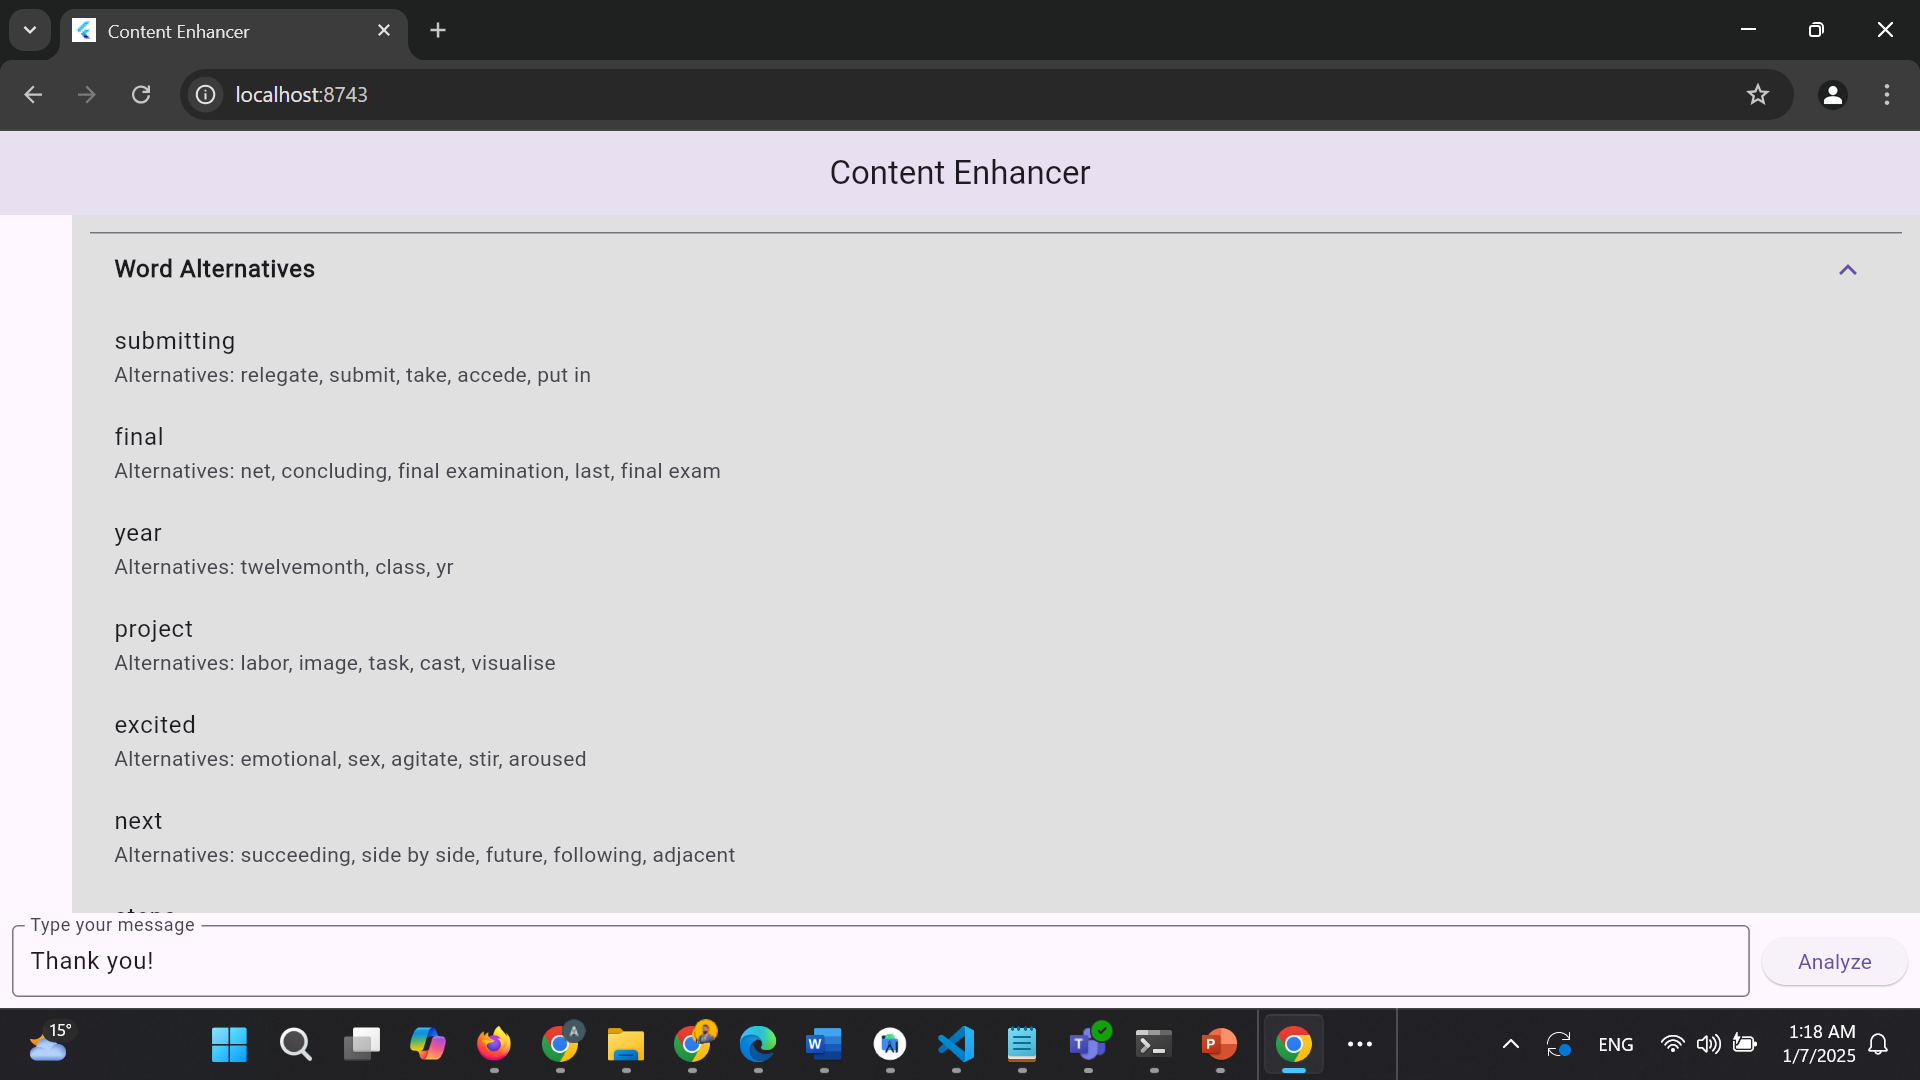 Content Enhancer
localhost:8743
Content Enhancer
Word Alternatives
submitting
Alternatives: relegate, submit, take, accede, put in
final
Alternatives: net, concluding, final examination, last, final exam
year
Alternatives: twelvemonth, class, yr
project
Alternatives: labor, image, task, cast, visualise
excited
Alternatives: emotional, sex, agitate, stir, aroused
next
Alternatives: succeeding, side by side, future, following, adjacent
Type your message
Thank you!
Analyze
15°
ENG
1:18 AM
1/7/2025